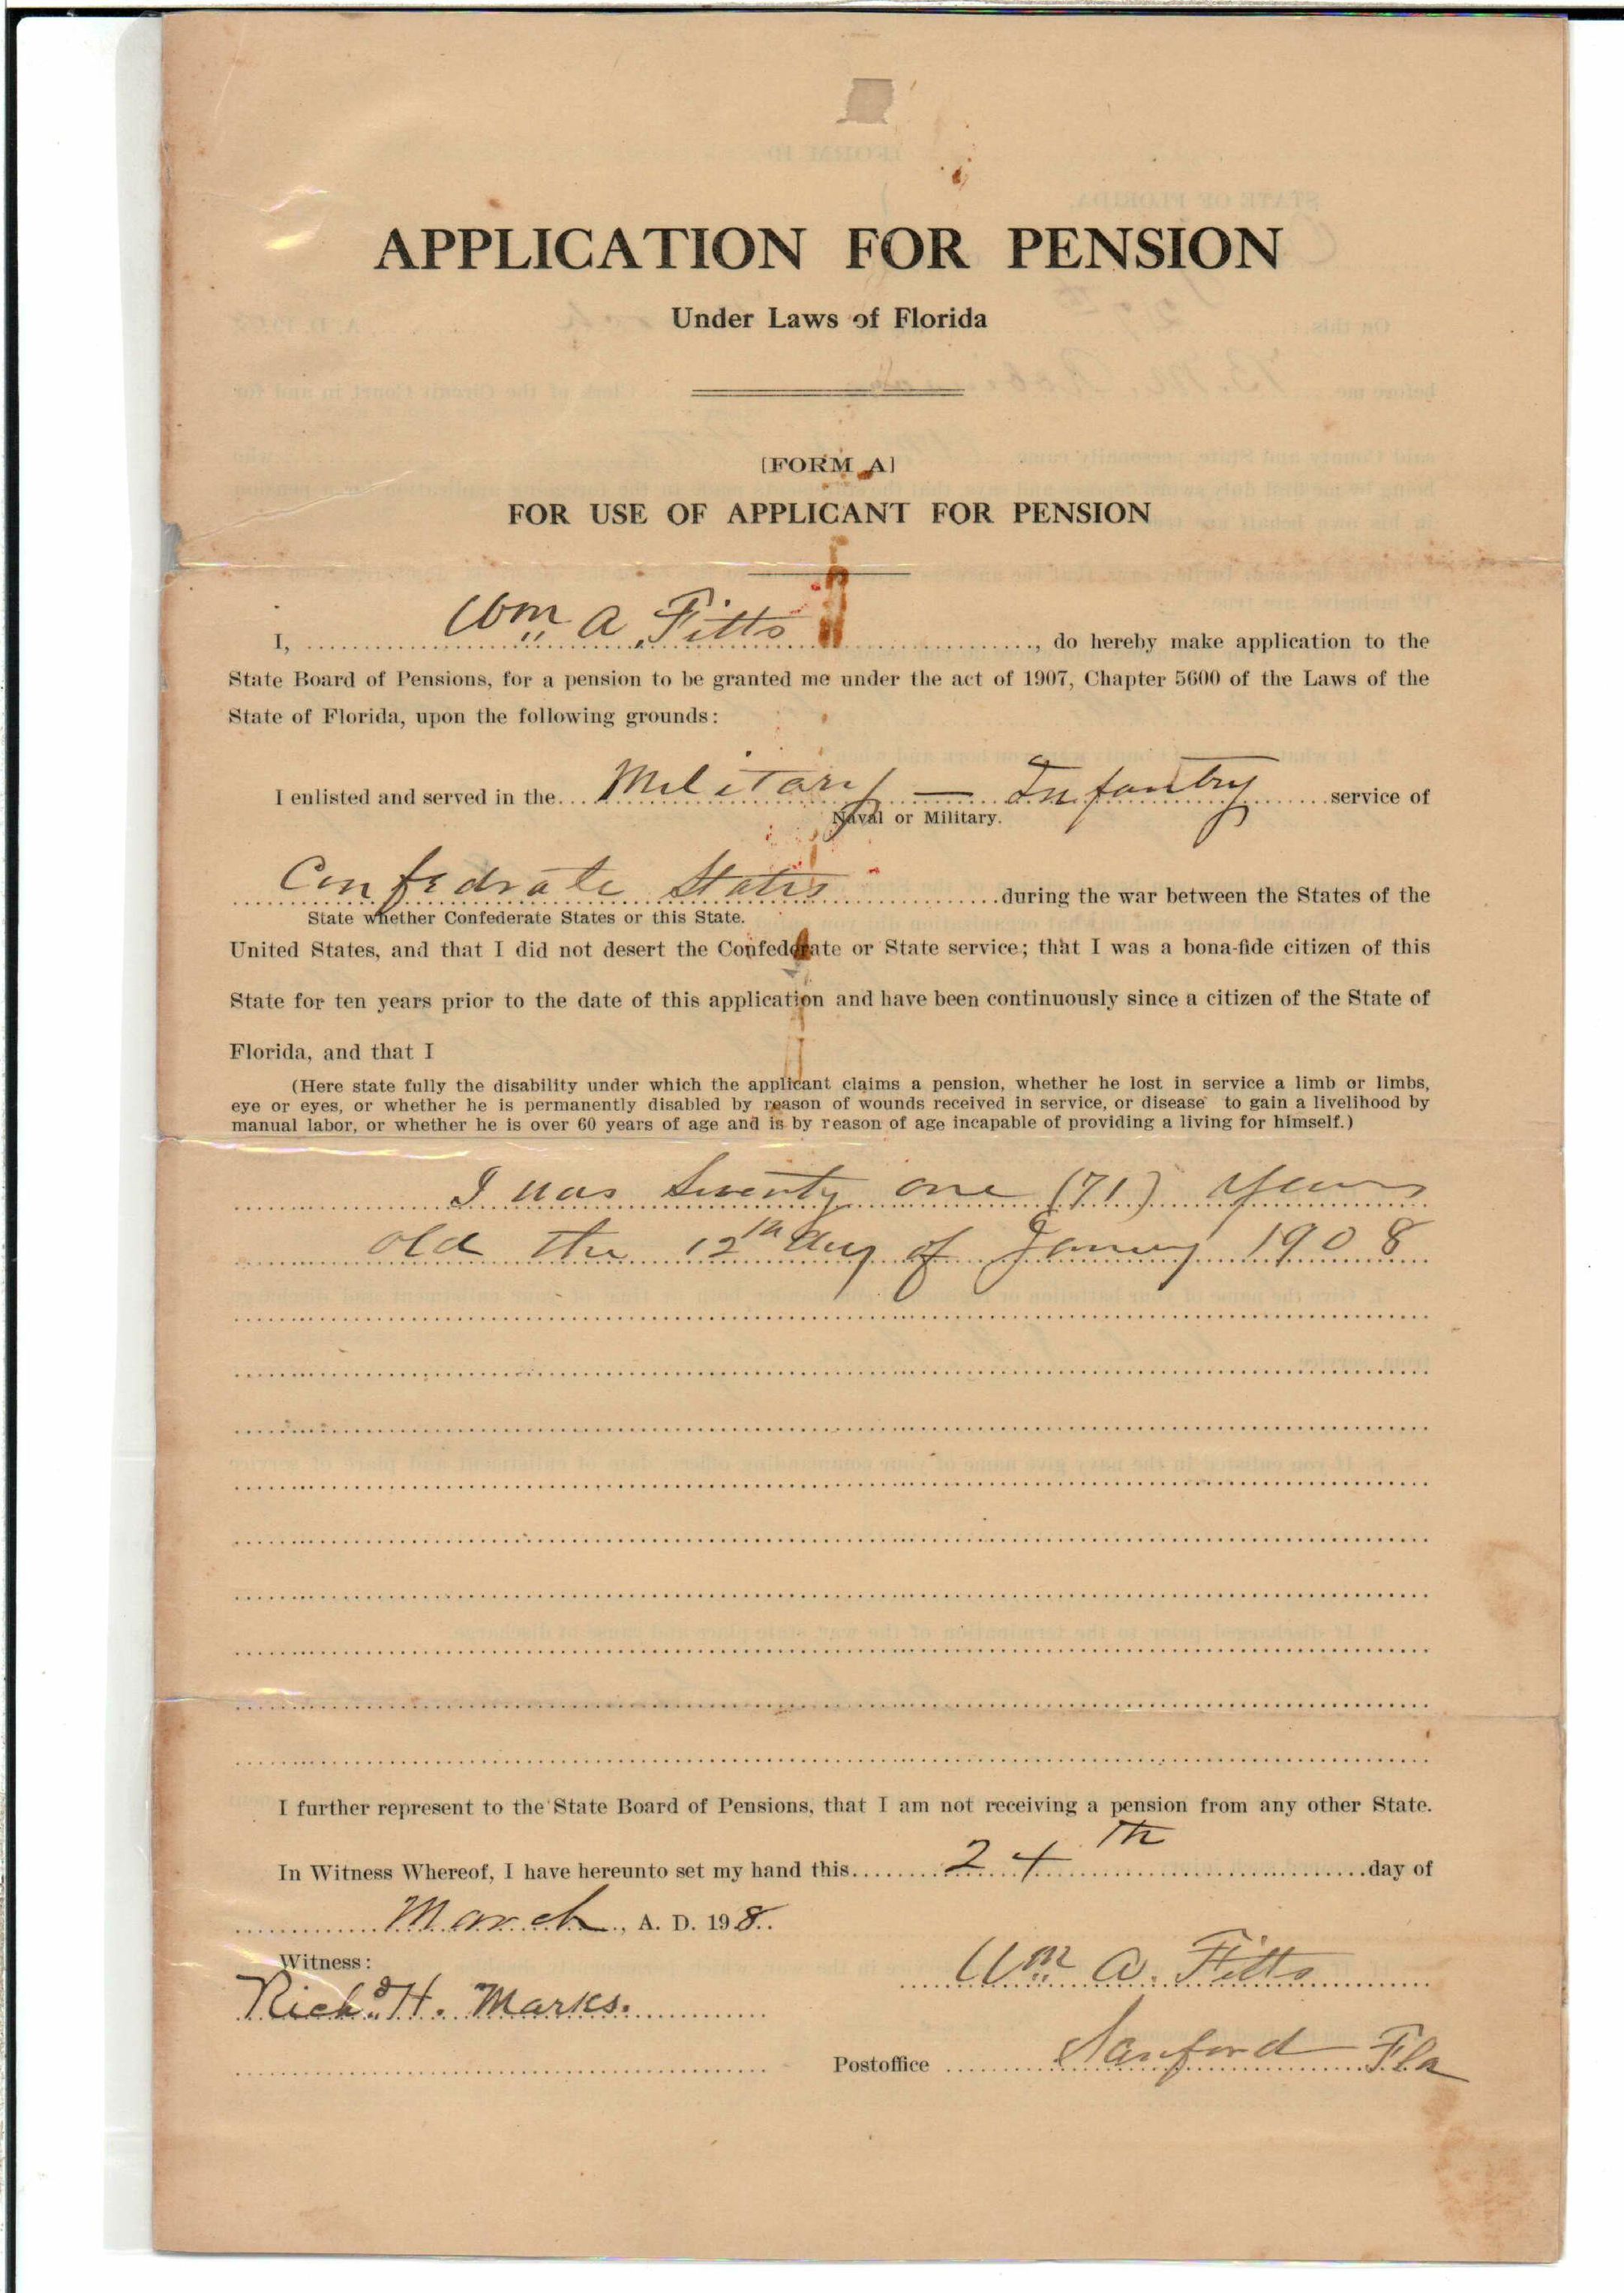 APPLICATION FOR PENSION
Under Laws of Florida
[FORM A]
FOR USE OF APPLICANT FOR PENSION
I, Wm A Fitts, do hereby make application to the
State Board of Pensions, for a pension to be granted me under the act of 1907, Chapter 5600 of the Laws of the
State of Florida, upon the following grounds:
I enlisted and served in the Military — Infantry service of
Naval or Military.
Confedrate States during the war between the States of the
State whether Confederate States or this State.
United States, and that I did not desert the Confederate or State service; that I was a bona-fide citizen of this
State for ten years prior to the date of this application and have been continuously since a citizen of the State of
Florida, and that I
(Here state fully the disability under which the applicant claims a pension, whether he lost in service a limb or limbs,
eye or eyes, or whether he is permanently disabled by reason of wounds received in service, or disease to gain a livelihood by
manual labor, or whether he is over 60 years of age and is by reason of age incapable of providing a living for himself.)
I was Seventy one (71) Years
old the 12th day of January 1908
I further represent to the State Board of Pensions, that I am not receiving a pension from any other State.
In Witness Whereof, I have hereunto set my hand this 24th day of
March, A. D. 198.
Witness:
Wm A. Fitts
Richd. H. Marks.
Postoffice Sanford Fla